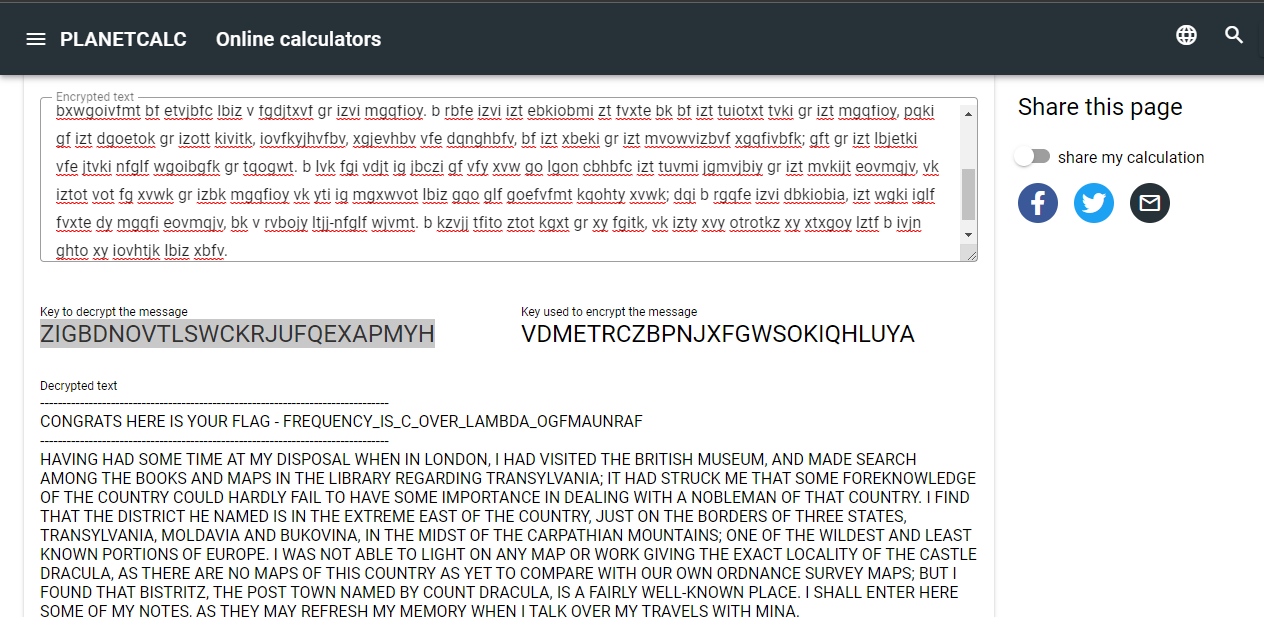 PLANETCALC Online calculators
Encrypted text
bxwgoivfmt bf etvjbfc lbiz v fgdjtxvf gr izvi mgqfioy. b rbfe izvi izt ebkiobmi zt fvxte bk bf izt tuiotxt tvki gr izt mgqfioy, pqki
gf izt dgoetok gr izott kivitk, iovfkyjhvfbv, xgjevhbv vfe dqnghbfv, bf izt xbeki gr izt mvowvizbvf xgqfivbfk; gft gr izt lbjetki
vfe jtvki nfglf wgoibgfk gr tqogwt. b lvk fgi vdjt ig jbczi gf vfy xvw go lgon cbhbfc izt tuvmi jgmvjbiy gr izt mvkijt eovmqjv, vk
iztot vot fg xvwk gr izbk mgqfioy vk yti ig mgxwvot lbiz gqo glf goefvfmt kqohty xvwk; dqi b rgqfe izvi dbkiobia, izt wgki iglf
fvxte dy mgqfi eovmqjv, bk v rvbojy ltjj-nfglf wjvmt. b kzvjj tfito ztot kgxt gr xy fgitk, vk izty xvy otrotkz xy xtxgoy lztf b ivjn
ghto xy iovhtjk lbiz xbfv.
Key to decrypt the message
ZIGBDNOVTLSWCKRJUFQEXAPMYH
Key used to encrypt the message
VDMETRCZBPNJXFGWSOKIQHLUYA
Decrypted text
-------------------------------------------------------------------------------
CONGRATS HERE IS YOUR FLAG - FREQUENCY_IS_C_OVER_LAMBDA_OGFMAUNRAF
-------------------------------------------------------------------------------
HAVING HAD SOME TIME AT MY DISPOSAL WHEN IN LONDON, I HAD VISITED THE BRITISH MUSEUM, AND MADE SEARCH
AMONG THE BOOKS AND MAPS IN THE LIBRARY REGARDING TRANSYLVANIA; IT HAD STRUCK ME THAT SOME FOREKNOWLEDGE
OF THE COUNTRY COULD HARDLY FAIL TO HAVE SOME IMPORTANCE IN DEALING WITH A NOBLEMAN OF THAT COUNTRY. I FIND
THAT THE DISTRICT HE NAMED IS IN THE EXTREME EAST OF THE COUNTRY, JUST ON THE BORDERS OF THREE STATES,
TRANSYLVANIA, MOLDAVIA AND BUKOVINA, IN THE MIDST OF THE CARPATHIAN MOUNTAINS; ONE OF THE WILDEST AND LEAST
KNOWN PORTIONS OF EUROPE. I WAS NOT ABLE TO LIGHT ON ANY MAP OR WORK GIVING THE EXACT LOCALITY OF THE CASTLE
DRACULA, AS THERE ARE NO MAPS OF THIS COUNTRY AS YET TO COMPARE WITH OUR OWN ORDNANCE SURVEY MAPS; BUT I
FOUND THAT BISTRITZ, THE POST TOWN NAMED BY COUNT DRACULA, IS A FAIRLY WELL-KNOWN PLACE. I SHALL ENTER HERE
SOME OF MY NOTES, AS THEY MAY REFRESH MY MEMORY WHEN I TALK OVER MY TRAVELS WITH MINA.
Share this page
share my calculation